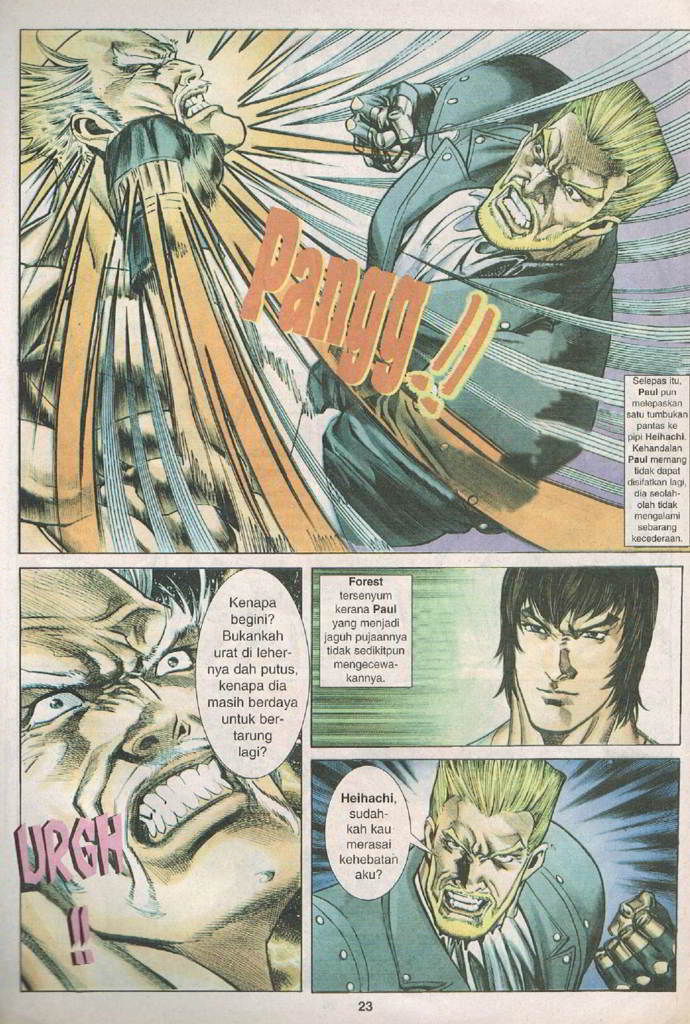 Pangg!!
Selepas itu,
Paul pun
melepaskan
satu tumbukan
pantas ke
pipi Heihachi.
Kehandalan
Paul memang
tidak dapat
disifatkan lagi,
dia seolah-
olah tidak
mengalami
sebarang
kecederaan.
Kenapa
begini?
Bukankah
urat di leher-
nya dah putus,
kenapa dia
masih berdaya
untuk ber-
tarung
lagi?
URGH
!!
Forest
tersenyum
kerana Paul
yang menjadi
jaguh pujaannya
tidak sedikitpun
mengecewa-
kannya.
Heihachi,
sudah-
kah kau
merasai
kehebatan
aku?
23